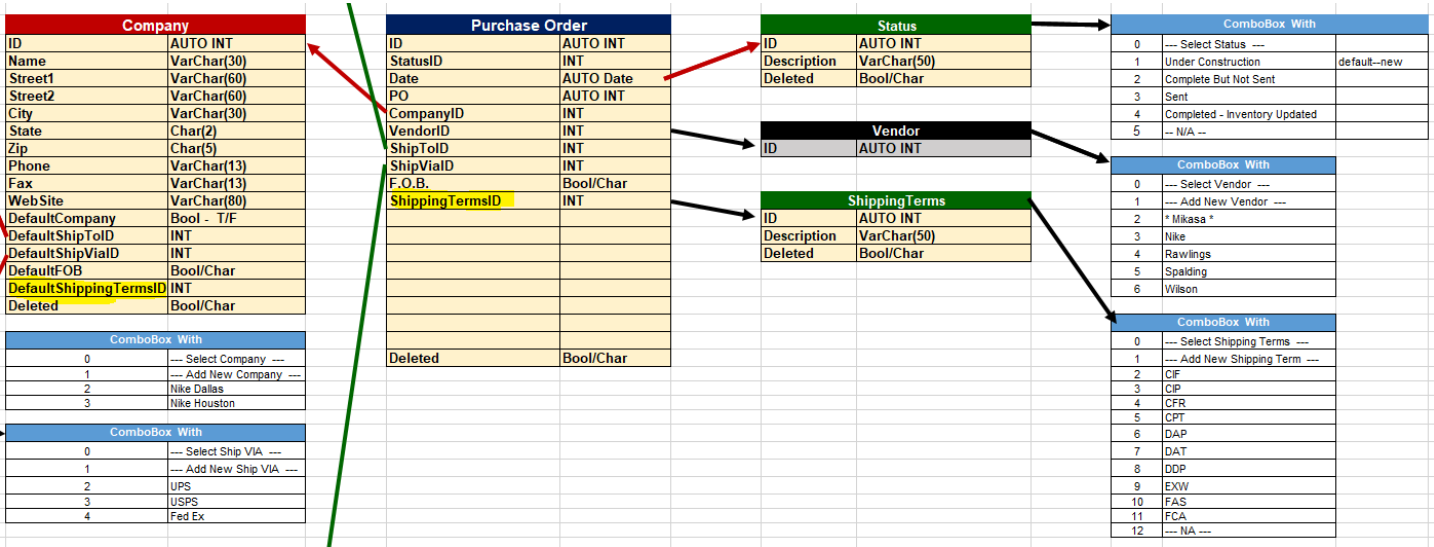 Company
ID AUTO INT
Name VarChar(30)
Street1 VarChar(60)
Street2 VarChar(60)
City VarChar(30)
State Char(2)
Zip Char(5)
Phone VarChar(13)
Fax VarChar(13)
WebSite VarChar(80)
DefaultCompany Bool - T/F
DefaultShipToID INT
DefaultShipViaID INT
DefaultFOB Bool/Char
DefaultShippingTermsID INT
Deleted Bool/Char
ComboBox With
0 --- Select Company ---
1 --- Add New Company ---
2 Nike Dallas
3 Nike Houston
ComboBox With
0 --- Select Ship VIA ---
1 --- Add New Ship VIA ---
2 UPS
3 USPS
4 Fed Ex
Purchase Order
ID AUTO INT
StatusID INT
Date AUTO Date
PO AUTO INT
CompanyID INT
VendorID INT
ShipToID INT
ShipViaID INT
F.O.B. Bool/Char
ShippingTermsID INT
Deleted Bool/Char
Status
ID AUTO INT
Description VarChar(50)
Deleted Bool/Char
Vendor
ID AUTO INT
ShippingTerms
ID AUTO INT
Description VarChar(50)
Deleted Bool/Char
ComboBox With
0 --- Select Status ---
1 Under Construction default--new
2 Complete But Not Sent
3 Sent
4 Completed - Inventory Updated
5 -- N/A --
ComboBox With
0 --- Select Vendor ---
1 --- Add New Vendor ---
2 * Mikasa *
3 Nike
4 Rawlings
5 Spalding
6 Wilson
ComboBox With
0 --- Select Shipping Terms ---
1 --- Add New Shipping Term ---
2 CIF
3 CIP
4 CFR
5 CPT
6 DAP
7 DAT
8 DDP
9 EXW
10 FAS
11 FCA
12 --- NA ---